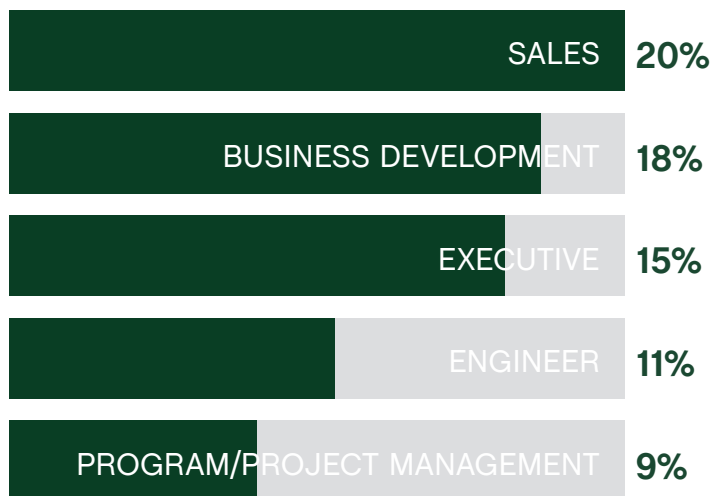 SALES 20%
BUSINESS DEVELOPMENT 18%
EXECUTIVE 15%
ENGINEER 11%
PROGRAM/PROJECT MANAGEMENT 9%